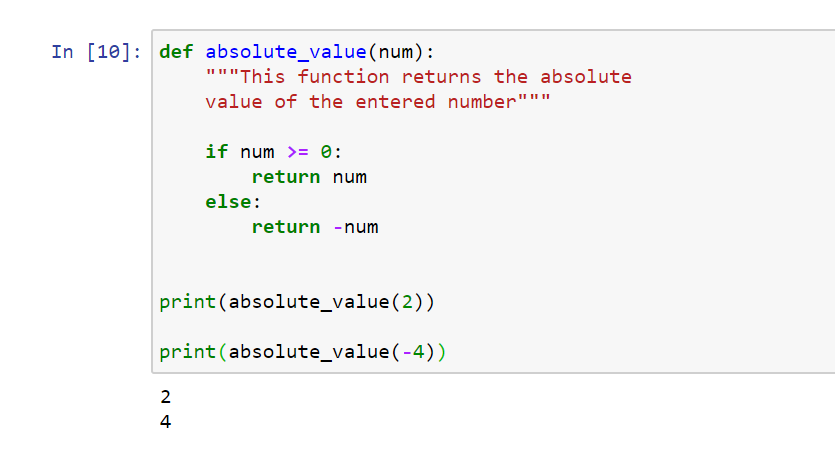 In [10]: def absolute_value(num):
    """This function returns the absolute
    value of the entered number"""
    if num >= 0:
        return num
    else:
        return -num
print(absolute_value(2))
print(absolute_value(-4))
2
4